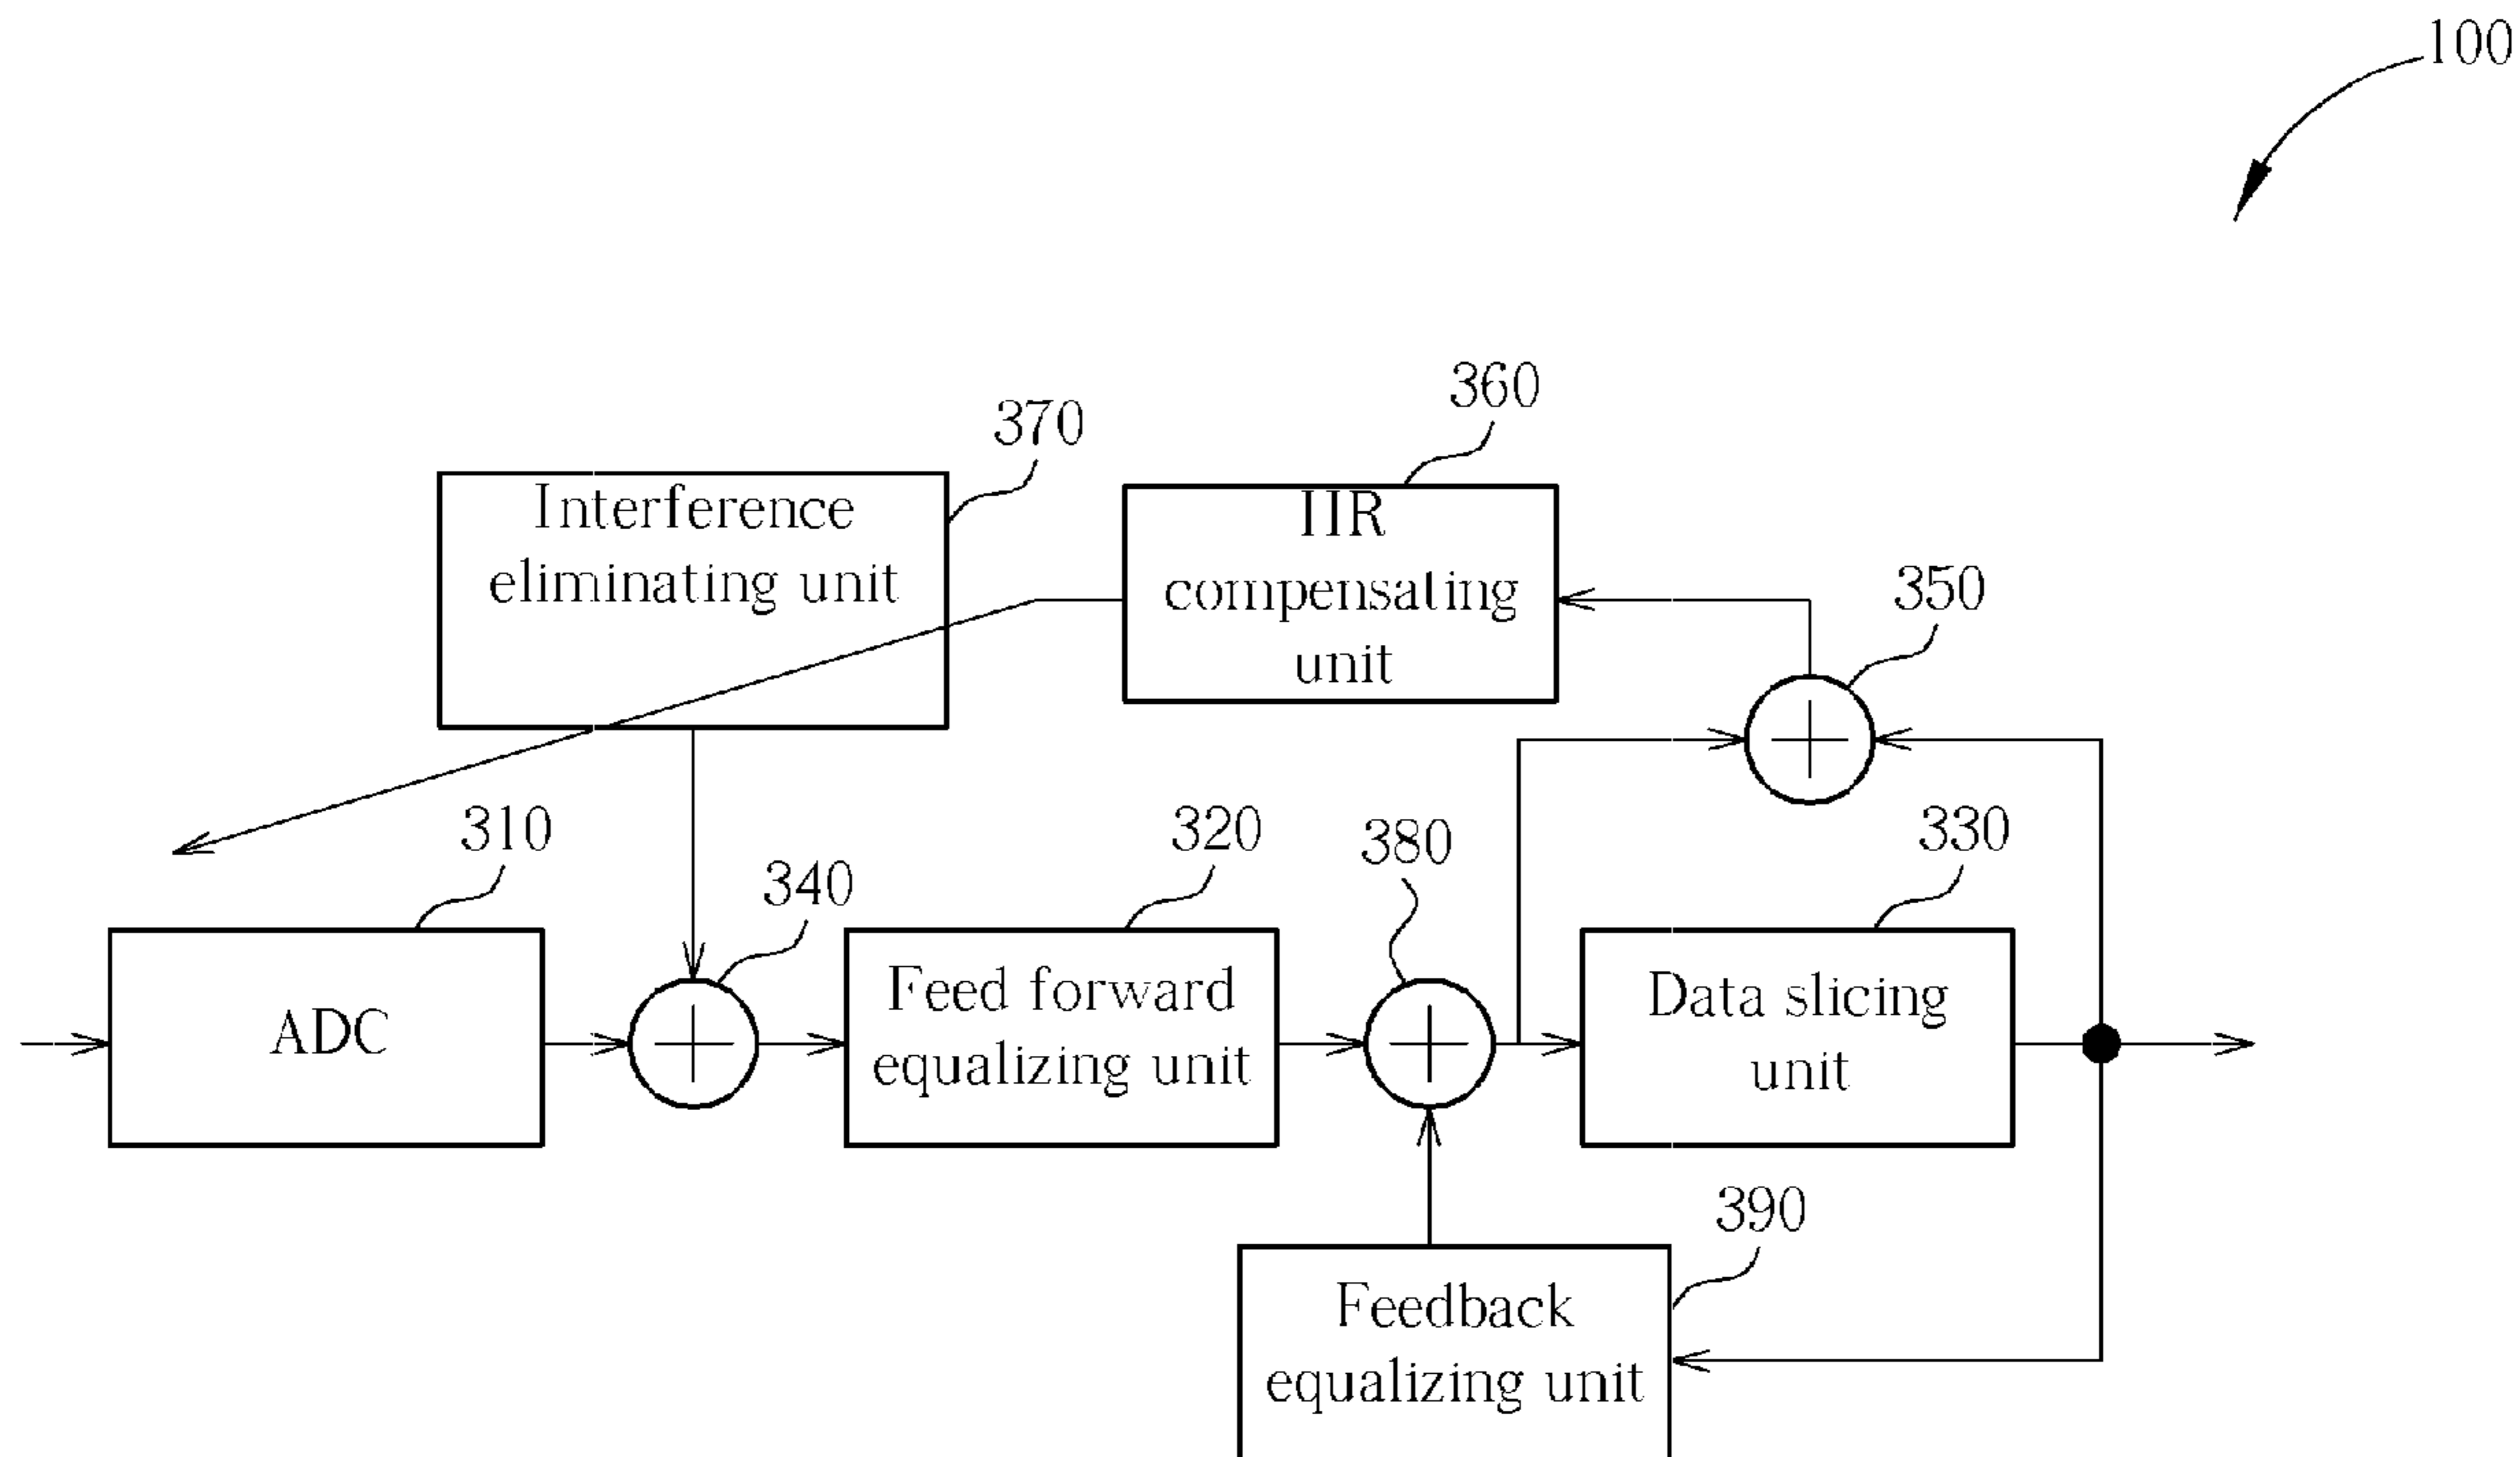 100
360
370
Interference
eliminating unit
IIR
compensating
unit
350
310
320
380
330
340
ADC
Feed forward
equalizing unit
Data slicing
unit
390
Feedback
equalizing unit